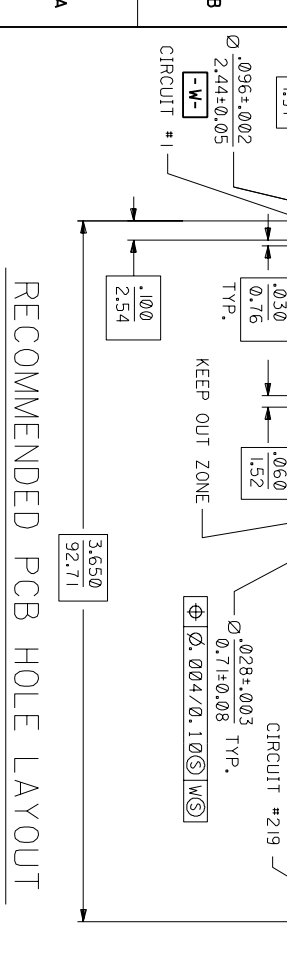 B
A
Ø .096±.002
2.44±0.05
-W-
CIRCUIT #1
.030
0.76
TYP.
.060
1.52
.100
2.54
KEEP OUT ZONE
Ø .028±.003
0.71±0.08 TYP.
⌖ Ø.004/0.10Ⓢ WⓈ
CIRCUIT #219
3.650
92.71
RECOMMENDED PCB HOLE LAYOUT